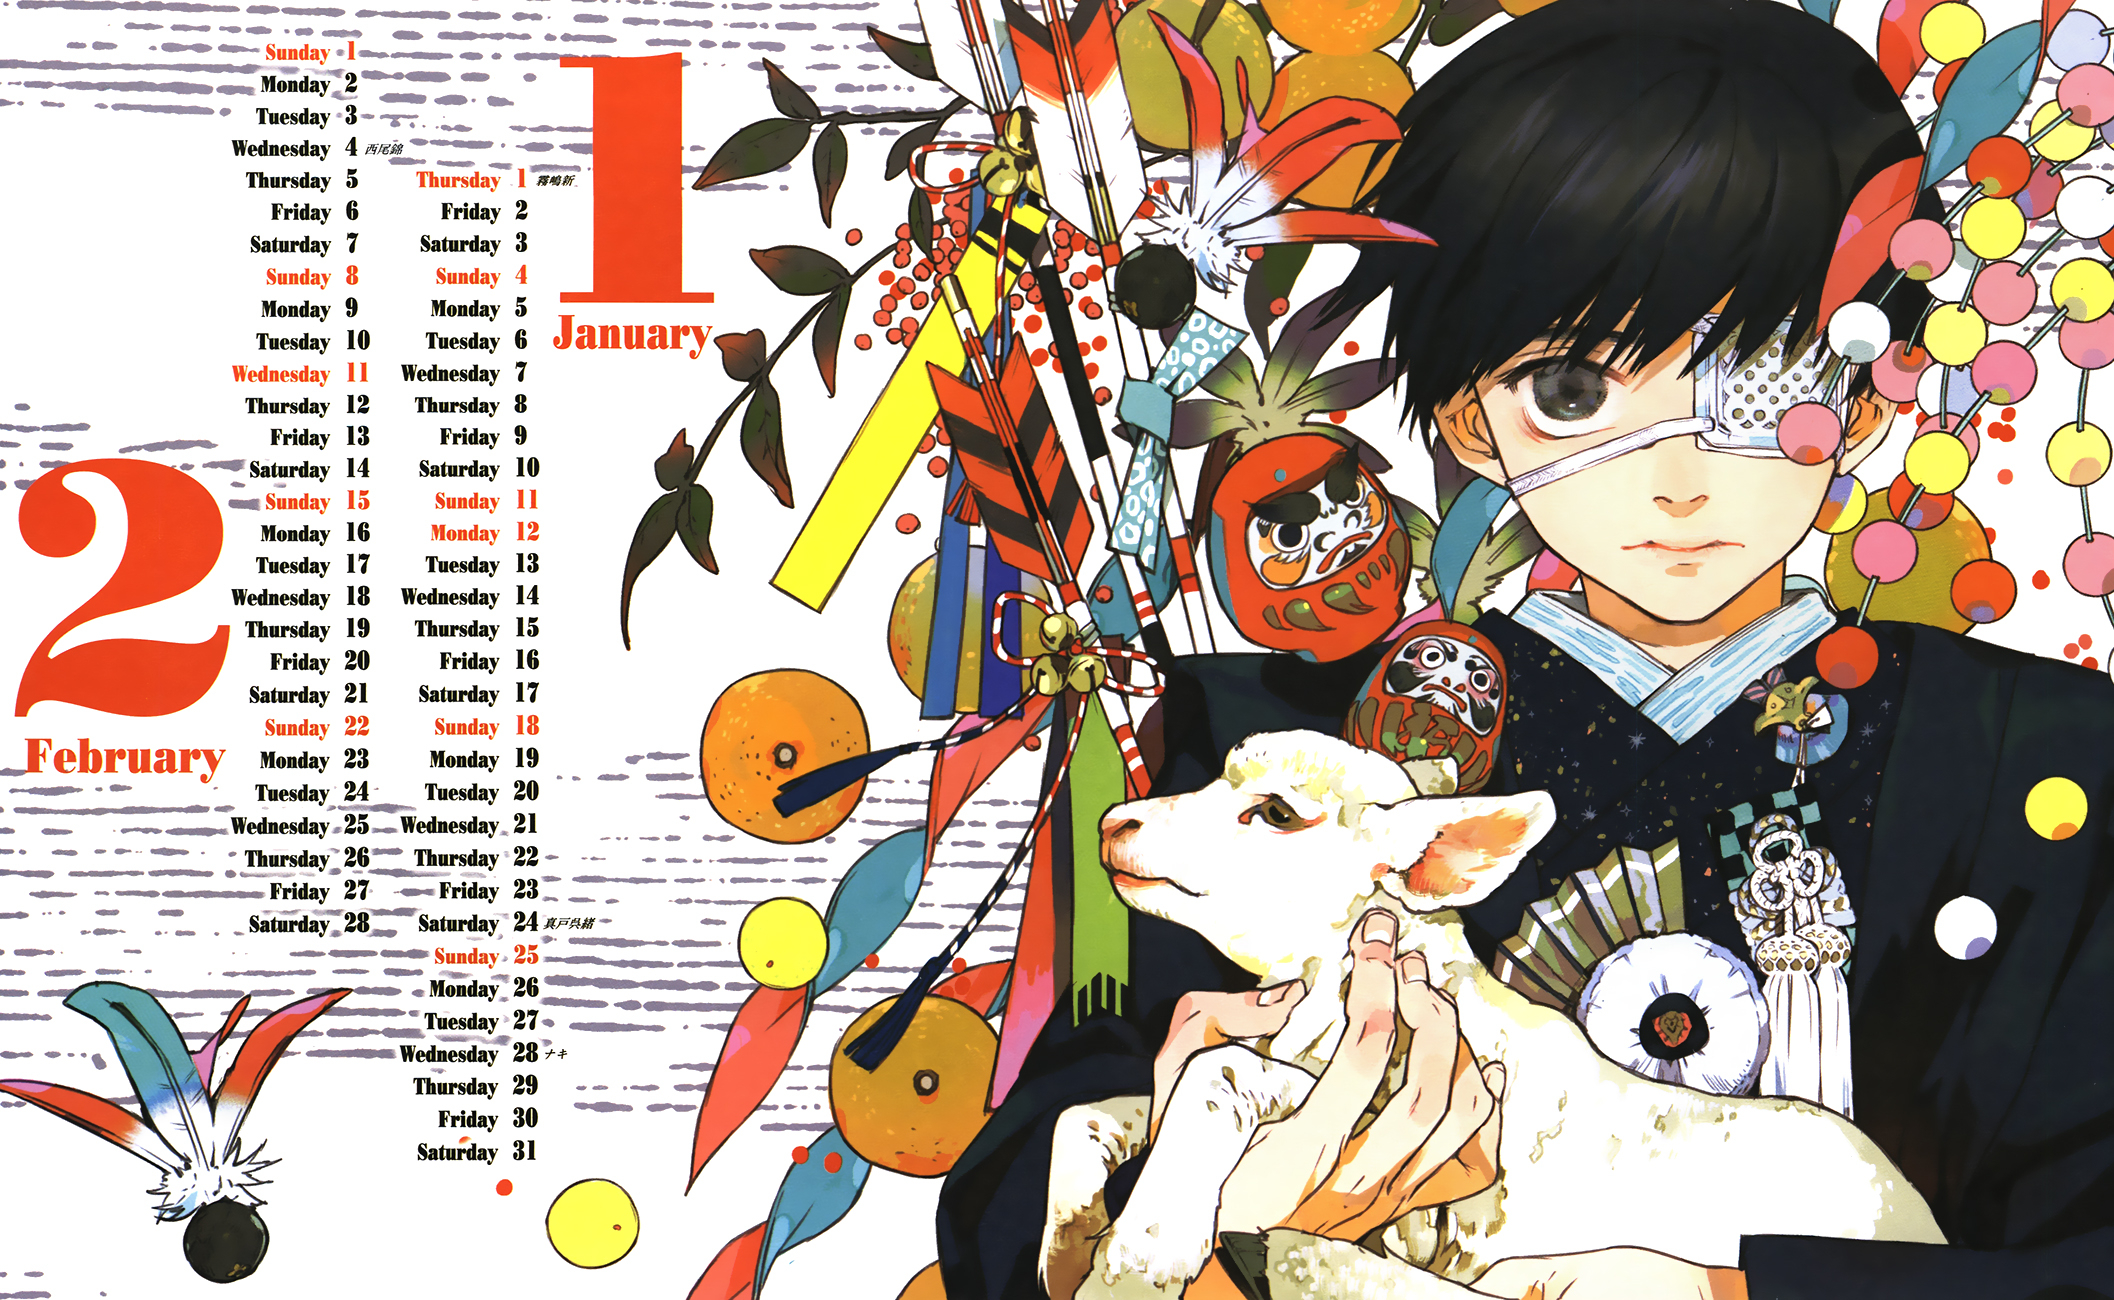 1
January
Thursday 1 霧嶋新
Friday 2
Saturday 3
Sunday 4
Monday 5
Tuesday 6
Wednesday 7
Thursday 8
Friday 9
Saturday 10
Sunday 11
Monday 12
Tuesday 13
Wednesday 14
Thursday 15
Friday 16
Saturday 17
Sunday 18
Monday 19
Tuesday 20
Wednesday 21
Thursday 22
Friday 23
Saturday 24 真戸呉緒
Sunday 25
Monday 26
Tuesday 27
Wednesday 28 ナキ
Thursday 29
Friday 30
Saturday 31
2
February
Sunday 1
Monday 2
Tuesday 3
Wednesday 4 西尾錦
Thursday 5
Friday 6
Saturday 7
Sunday 8
Monday 9
Tuesday 10
Wednesday 11
Thursday 12
Friday 13
Saturday 14
Sunday 15
Monday 16
Tuesday 17
Wednesday 18
Thursday 19
Friday 20
Saturday 21
Sunday 22
Monday 23
Tuesday 24
Wednesday 25
Thursday 26
Friday 27
Saturday 28